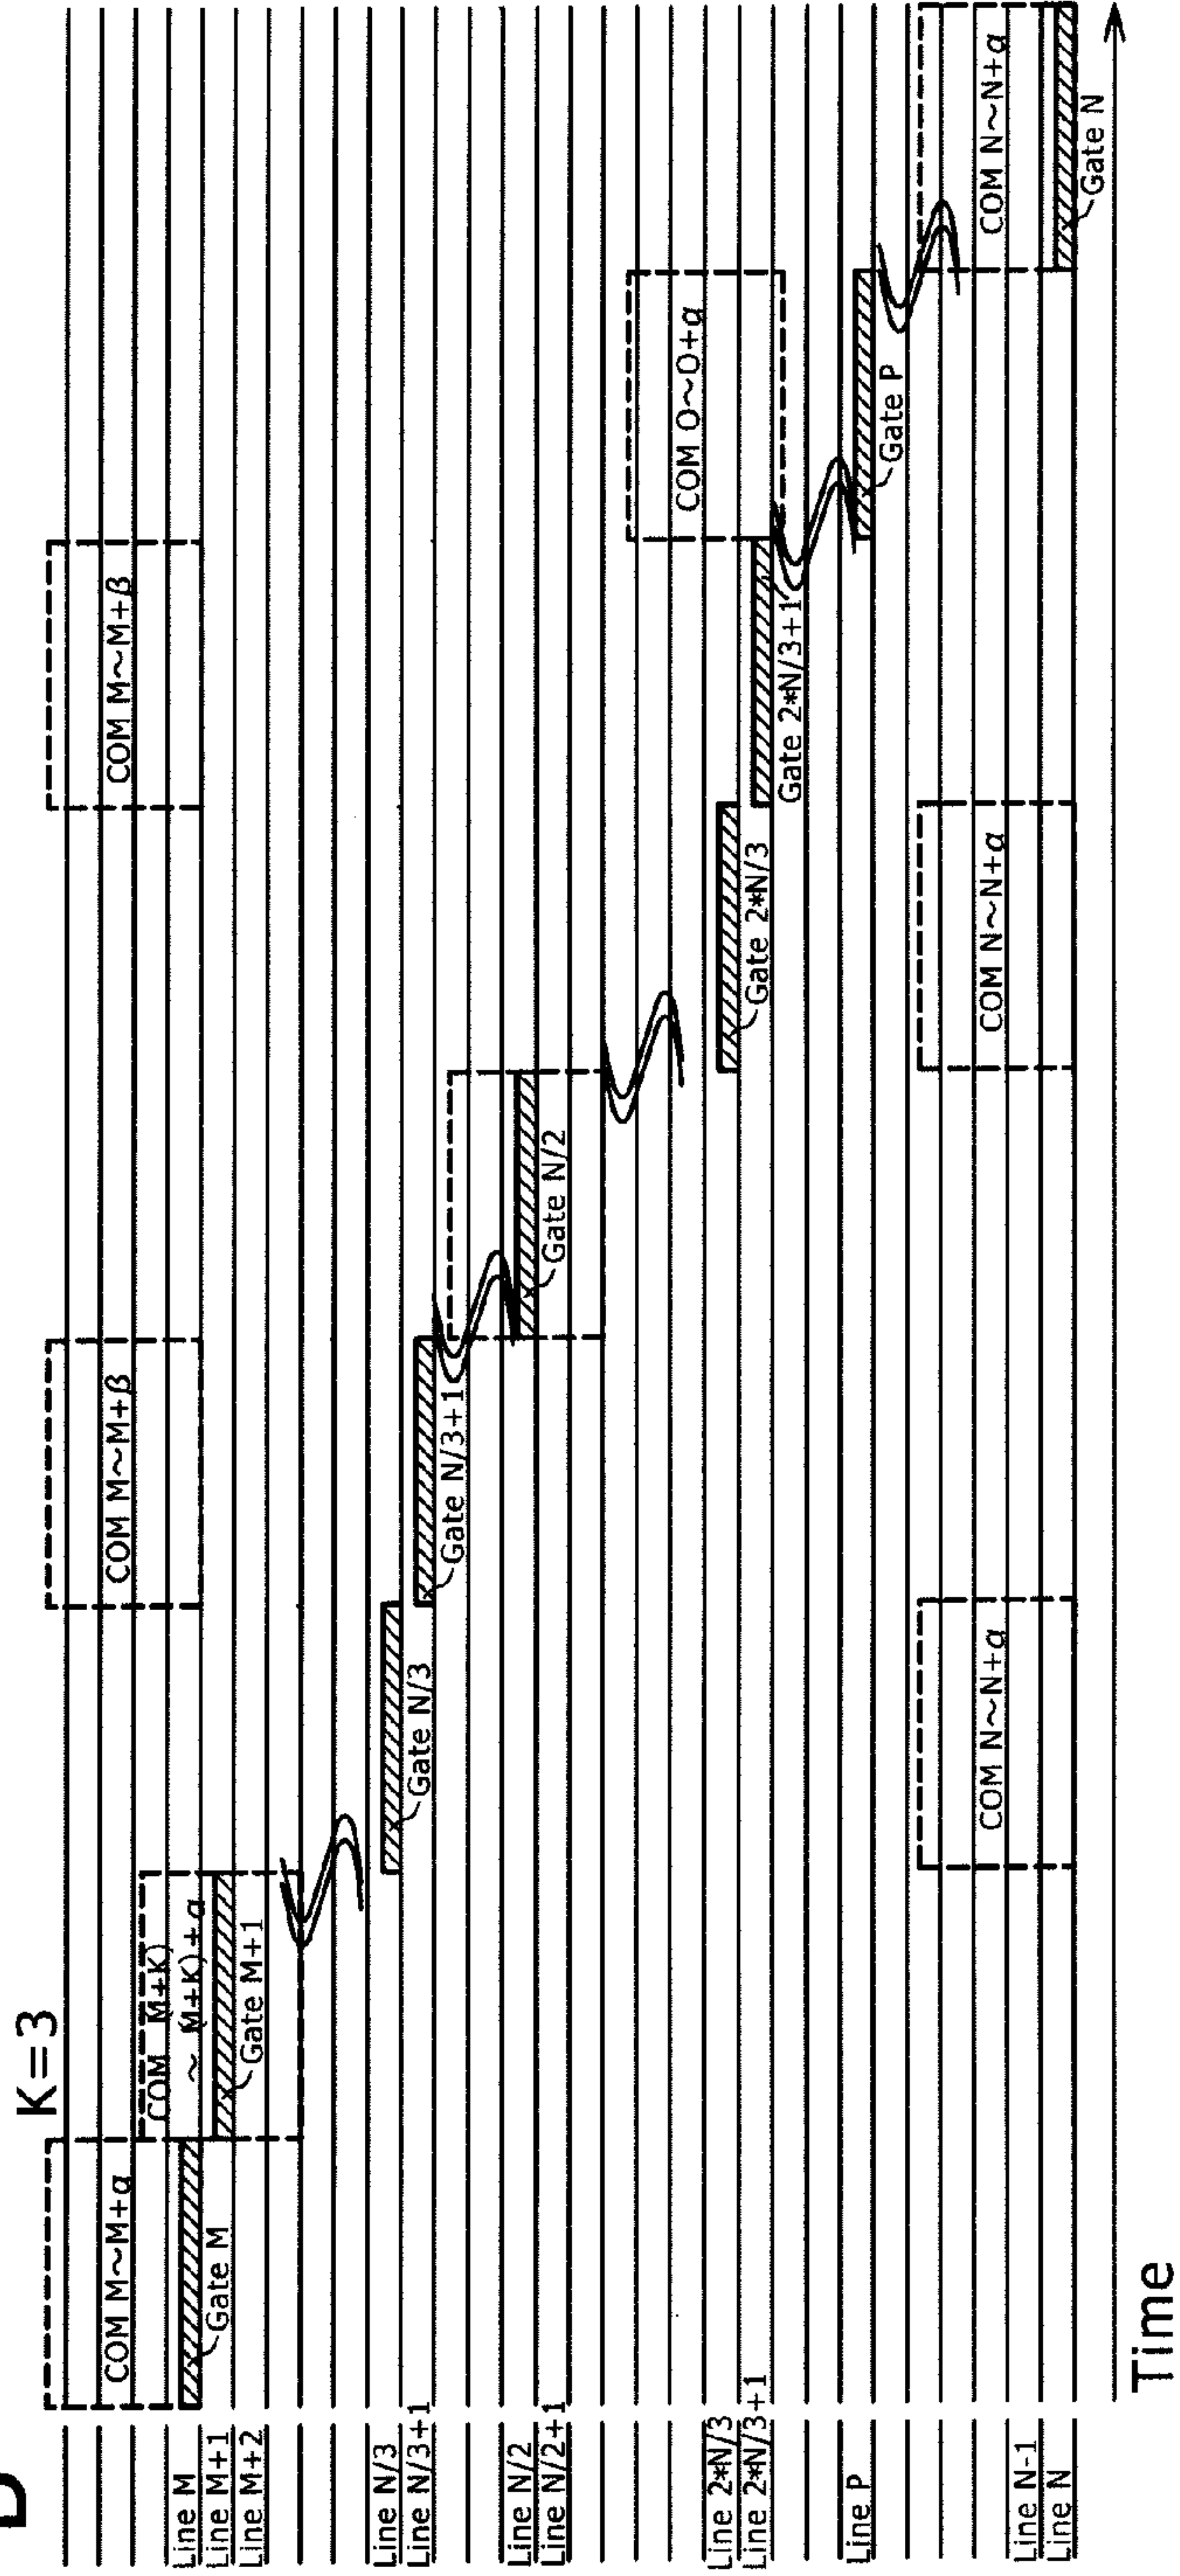 K=3
Line M
Line M+1
Line M+2
Line N/3
Line N/3+1
Line N/2
Line N/2+1
Line 2*N/3
Line 2*N/3+1
Line P
Line N-1
Line N
COM M~M+α
Gate M
COM (M+K)
~ (M+K)+α
Gate M+1
Gate N/3
COM N~N+α
COM M~M+β
Gate N/3+1
Gate N/2
Gate 2*N/3
COM N~N+α
COM M~M+β
Gate 2*N/3+1
COM O~O+α
Gate P
COM N~N+α
Gate N
Time